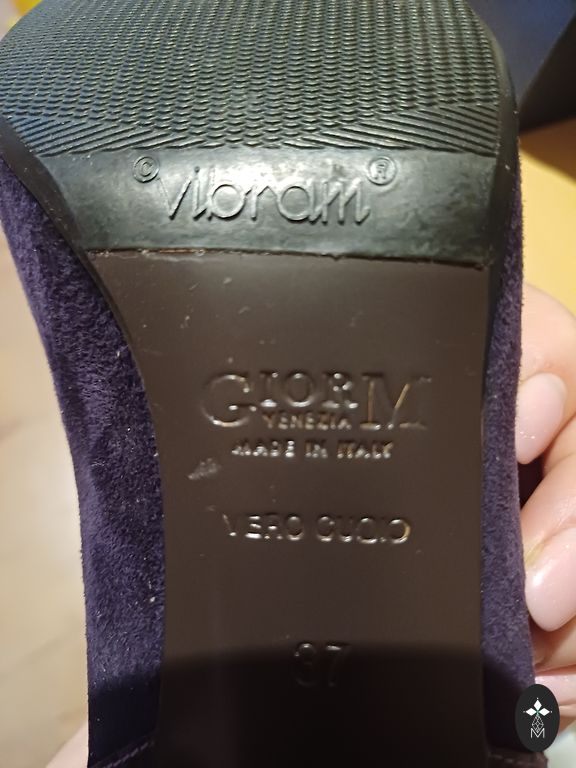 © Vibram ®
GIORM
VENEZIA
MADE IN ITALY
VERO CUOIO
37
M